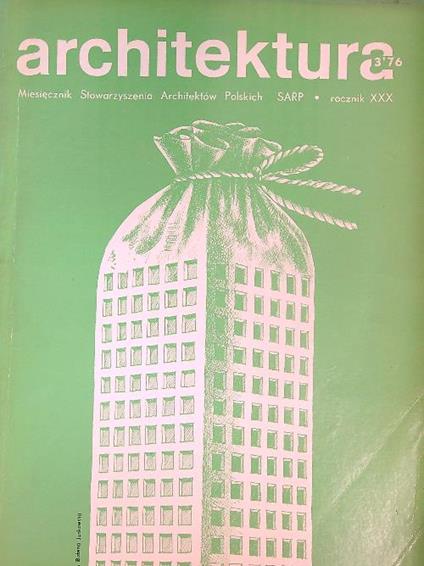 architektura
3'76
Miesięcznik Stowarzyszenia Architektów Polskich SARP • rocznik XXX